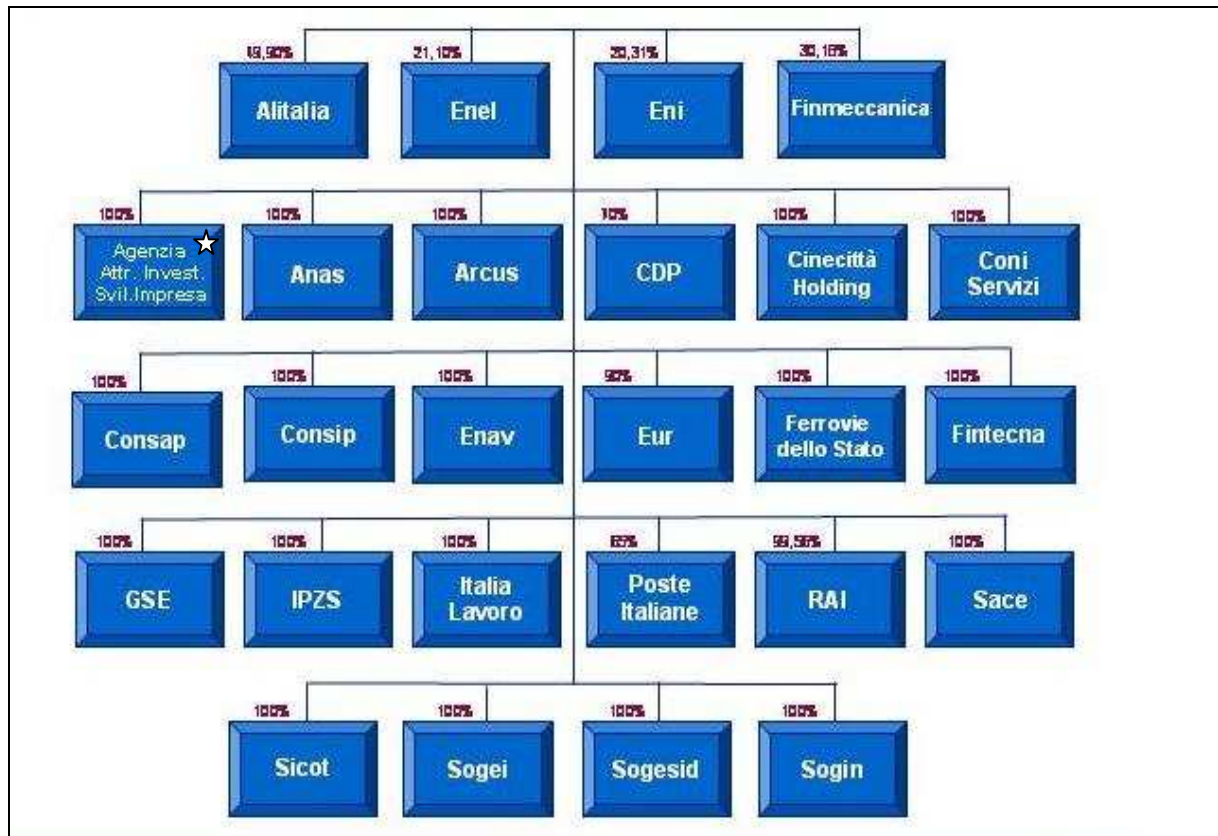 49,90%
21,10%
20,31%
30,16%
Alitalia
Enel
Eni
Finmeccanica
100%
100%
100%
70%
100%
100%
Agenzia
Attr. Invest.
Svil.Impresa
Anas
Arcus
CDP
Cinecittà
Holding
Coni
Servizi
100%
100%
100%
90%
100%
100%
Consap
Consip
Enav
Eur
Ferrovie
dello Stato
Fintecna
100%
100%
100%
65%
99,56%
100%
GSE
IPZS
Italia
Lavoro
Poste
Italiane
RAI
Sace
100%
100%
100%
100%
Sicot
Sogei
Sogesid
Sogin